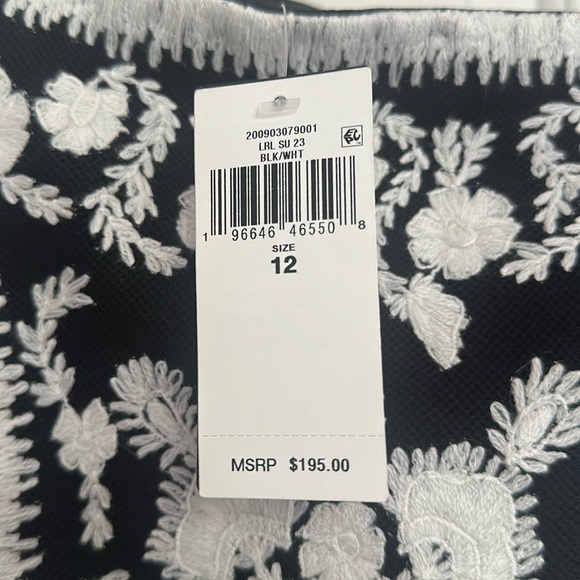 200903079001
LRL SU 23
BLK/WHT
1 96646 46550 8
SIZE
12
MSRP $195.00